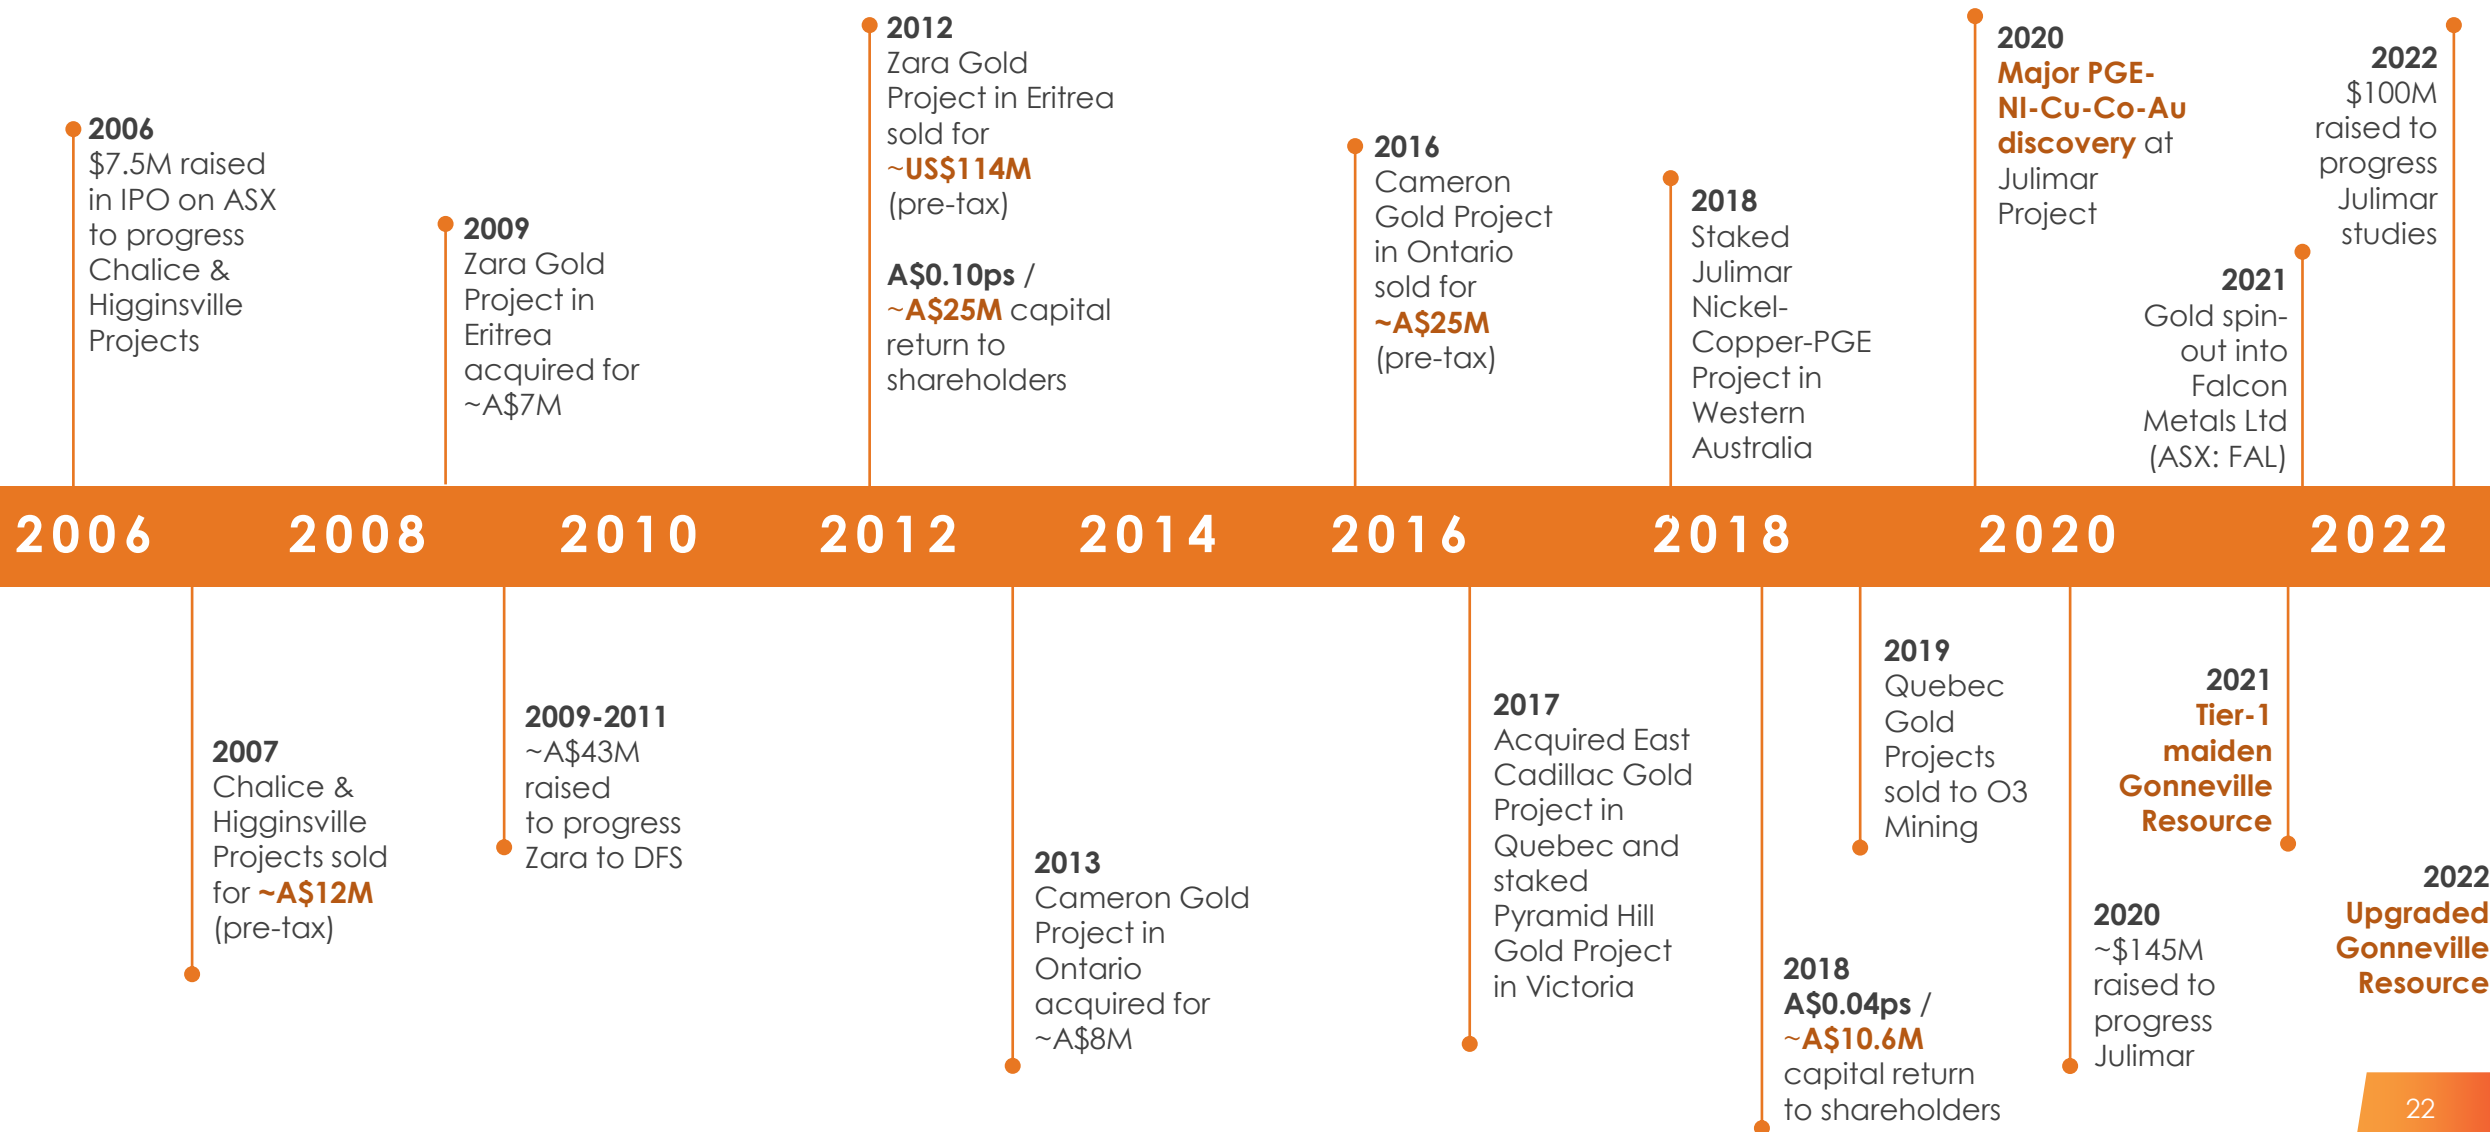 2006
$7.5M raised
in IPO on ASX
to progress
Chalice &
Higginsville
Projects
2009
Zara Gold
Project in
Eritrea
acquired for
~A$7M
2012
Zara Gold
Project in Eritrea
sold for
~US$114M
(pre-tax)
A$0.10ps /
~A$25M capital
return to
shareholders
2016
Cameron
Gold Project
in Ontario
sold for
~A$25M
(pre-tax)
2018
Staked
Julimar
Nickel-
Copper-PGE
Project in
Western
Australia
2020
Major PGE-
NI-Cu-Co-Au
discovery at
Julimar
Project
2021
Gold spin-
out into
Falcon
Metals Ltd
(ASX: FAL)
2022
$100M
raised to
progress
Julimar
studies
2006 2008 2010 2012 2014 2016 2018 2020 2022
2007
Chalice &
Higginsville
Projects sold
for ~A$12M
(pre-tax)
2009-2011
~A$43M
raised
to progress
Zara to DFS
2013
Cameron Gold
Project in
Ontario
acquired for
~A$8M
2017
Acquired East
Cadillac Gold
Project in
Quebec and
staked
Pyramid Hill
Gold Project
in Victoria
2018
A$0.04ps /
~A$10.6M
capital return
to shareholders
2019
Quebec
Gold
Projects
sold to O3
Mining
2020
~$145M
raised to
progress
Julimar
2021
Tier-1
maiden
Gonneville
Resource
2022
Upgraded
Gonneville
Resource
22